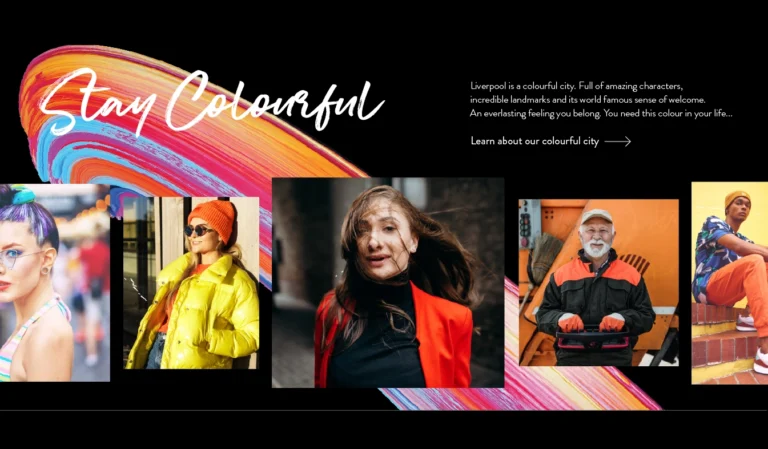 Stay Colourful
Liverpool is a colourful city. Full of amazing characters,
incredible landmarks and its world famous sense of welcome.
An everlasting feeling you belong. You need this colour in your life...
Learn about our colourful city